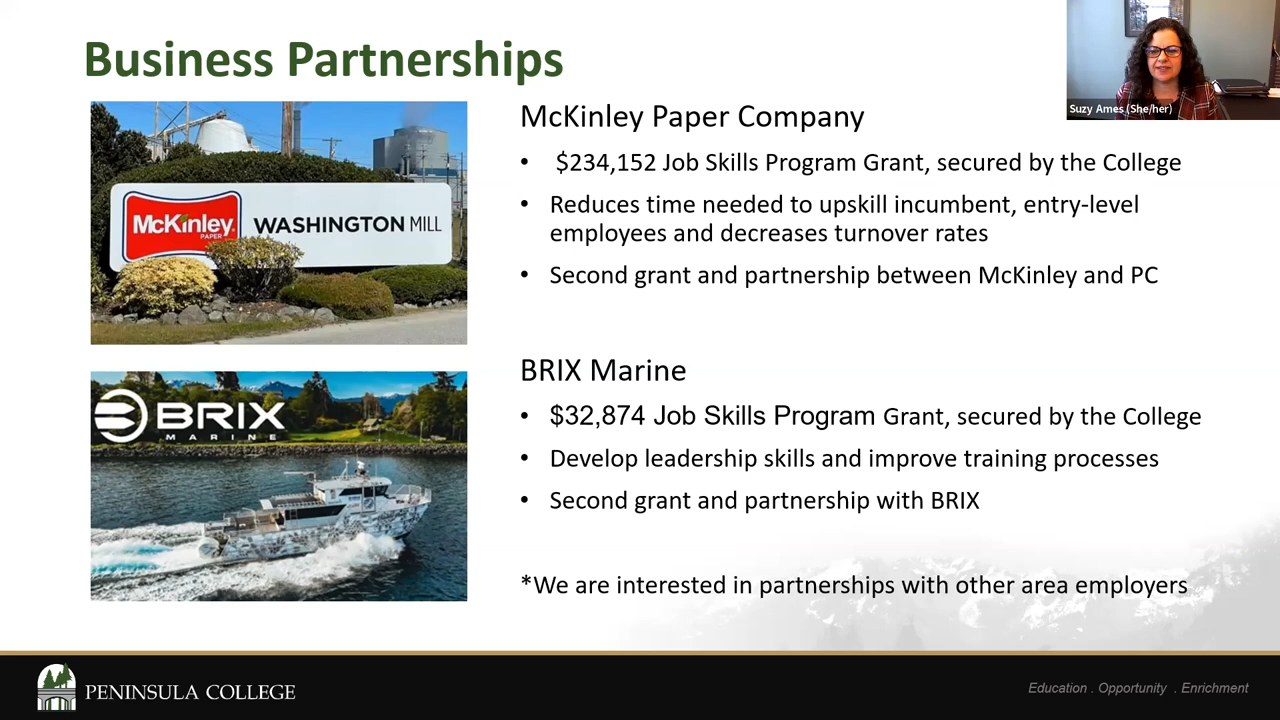 Business Partnerships
Suzy Ames (She/her)
McKinley
PAPER
WASHINGTON MILL
McKinley Paper Company
• $234,152 Job Skills Program Grant, secured by the College
• Reduces time needed to upskill incumbent, entry-level
employees and decreases turnover rates
• Second grant and partnership between McKinley and PC
BRIX
MARINE
BRIX Marine
• $32,874 Job Skills Program Grant, secured by the College
• Develop leadership skills and improve training processes
• Second grant and partnership with BRIX
*We are interested in partnerships with other area employers
PENINSULA COLLEGE
Education . Opportunity . Enrichment